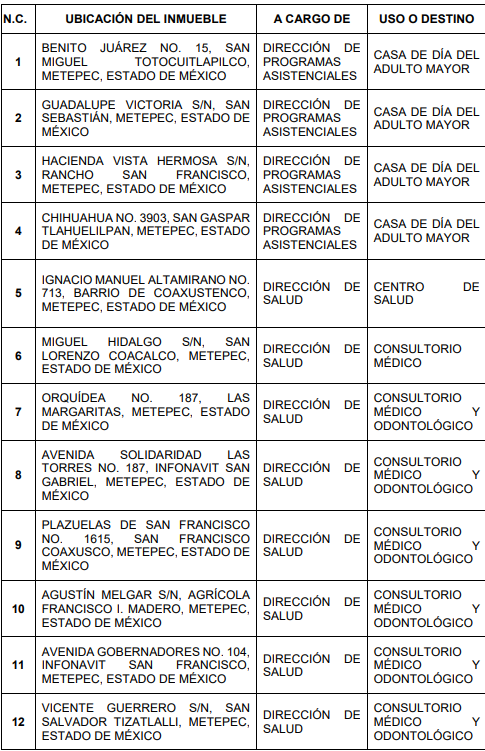 N.C. UBICACIÓN DEL INMUEBLE A CARGO DE USO O DESTINO
1
BENITO JUÁREZ NO. 15, SAN
MIGUEL TOTOCUITLAPILCO,
METEPEC, ESTADO DE MÉXICO
DIRECCIÓN DE
PROGRAMAS
ASISTENCIALES
CASA DE DÍA DEL
ADULTO MAYOR
2
GUADALUPE VICTORIA S/N, SAN
SEBASTIÁN, METEPEC, ESTADO DE
MÉXICO
DIRECCIÓN DE
PROGRAMAS
ASISTENCIALES
CASA DE DÍA DEL
ADULTO MAYOR
3
HACIENDA VISTA HERMOSA S/N,
RANCHO SAN FRANCISCO,
METEPEC, ESTADO DE MÉXICO
DIRECCIÓN DE
PROGRAMAS
ASISTENCIALES
CASA DE DÍA DEL
ADULTO MAYOR
4
CHIHUAHUA NO. 3903, SAN GASPAR
TLAHUELILPAN, METEPEC, ESTADO
DE MÉXICO
DIRECCIÓN DE
PROGRAMAS
ASISTENCIALES
CASA DE DÍA DEL
ADULTO MAYOR
5
IGNACIO MANUEL ALTAMIRANO NO.
713, BARRIO DE COAXUSTENCO,
METEPEC, ESTADO DE MÉXICO
DIRECCIÓN DE
SALUD
CENTRO DE
SALUD
6
MIGUEL HIDALGO S/N, SAN
LORENZO COACALCO, METEPEC,
ESTADO DE MÉXICO
DIRECCIÓN DE
SALUD
CONSULTORIO
MÉDICO
7
ORQUÍDEA NO. 187, LAS
MARGARITAS, METEPEC, ESTADO
DE MÉXICO
DIRECCIÓN DE
SALUD
CONSULTORIO
MÉDICO Y
ODONTOLÓGICO
8
AVENIDA SOLIDARIDAD LAS
TORRES NO. 187, INFONAVIT SAN
GABRIEL, METEPEC, ESTADO DE
MÉXICO
DIRECCIÓN DE
SALUD
CONSULTORIO
MÉDICO Y
ODONTOLÓGICO
9
PLAZUELAS DE SAN FRANCISCO
NO. 1615, SAN FRANCISCO
COAXUSCO, METEPEC, ESTADO DE
MÉXICO
DIRECCIÓN DE
SALUD
CONSULTORIO
MÉDICO Y
ODONTOLÓGICO
10
AGUSTÍN MELGAR S/N, AGRÍCOLA
FRANCISCO I. MADERO, METEPEC,
ESTADO DE MÉXICO
DIRECCIÓN DE
SALUD
CONSULTORIO
MÉDICO Y
ODONTOLÓGICO
11
AVENIDA GOBERNADORES NO. 104,
INFONAVIT SAN FRANCISCO,
METEPEC, ESTADO DE MÉXICO
DIRECCIÓN DE
SALUD
CONSULTORIO
MÉDICO Y
ODONTOLÓGICO
12
VICENTE GUERRERO S/N, SAN
SALVADOR TIZATLALLI, METEPEC,
ESTADO DE MÉXICO
DIRECCIÓN DE
SALUD
CONSULTORIO
MÉDICO Y
ODONTOLÓGICO